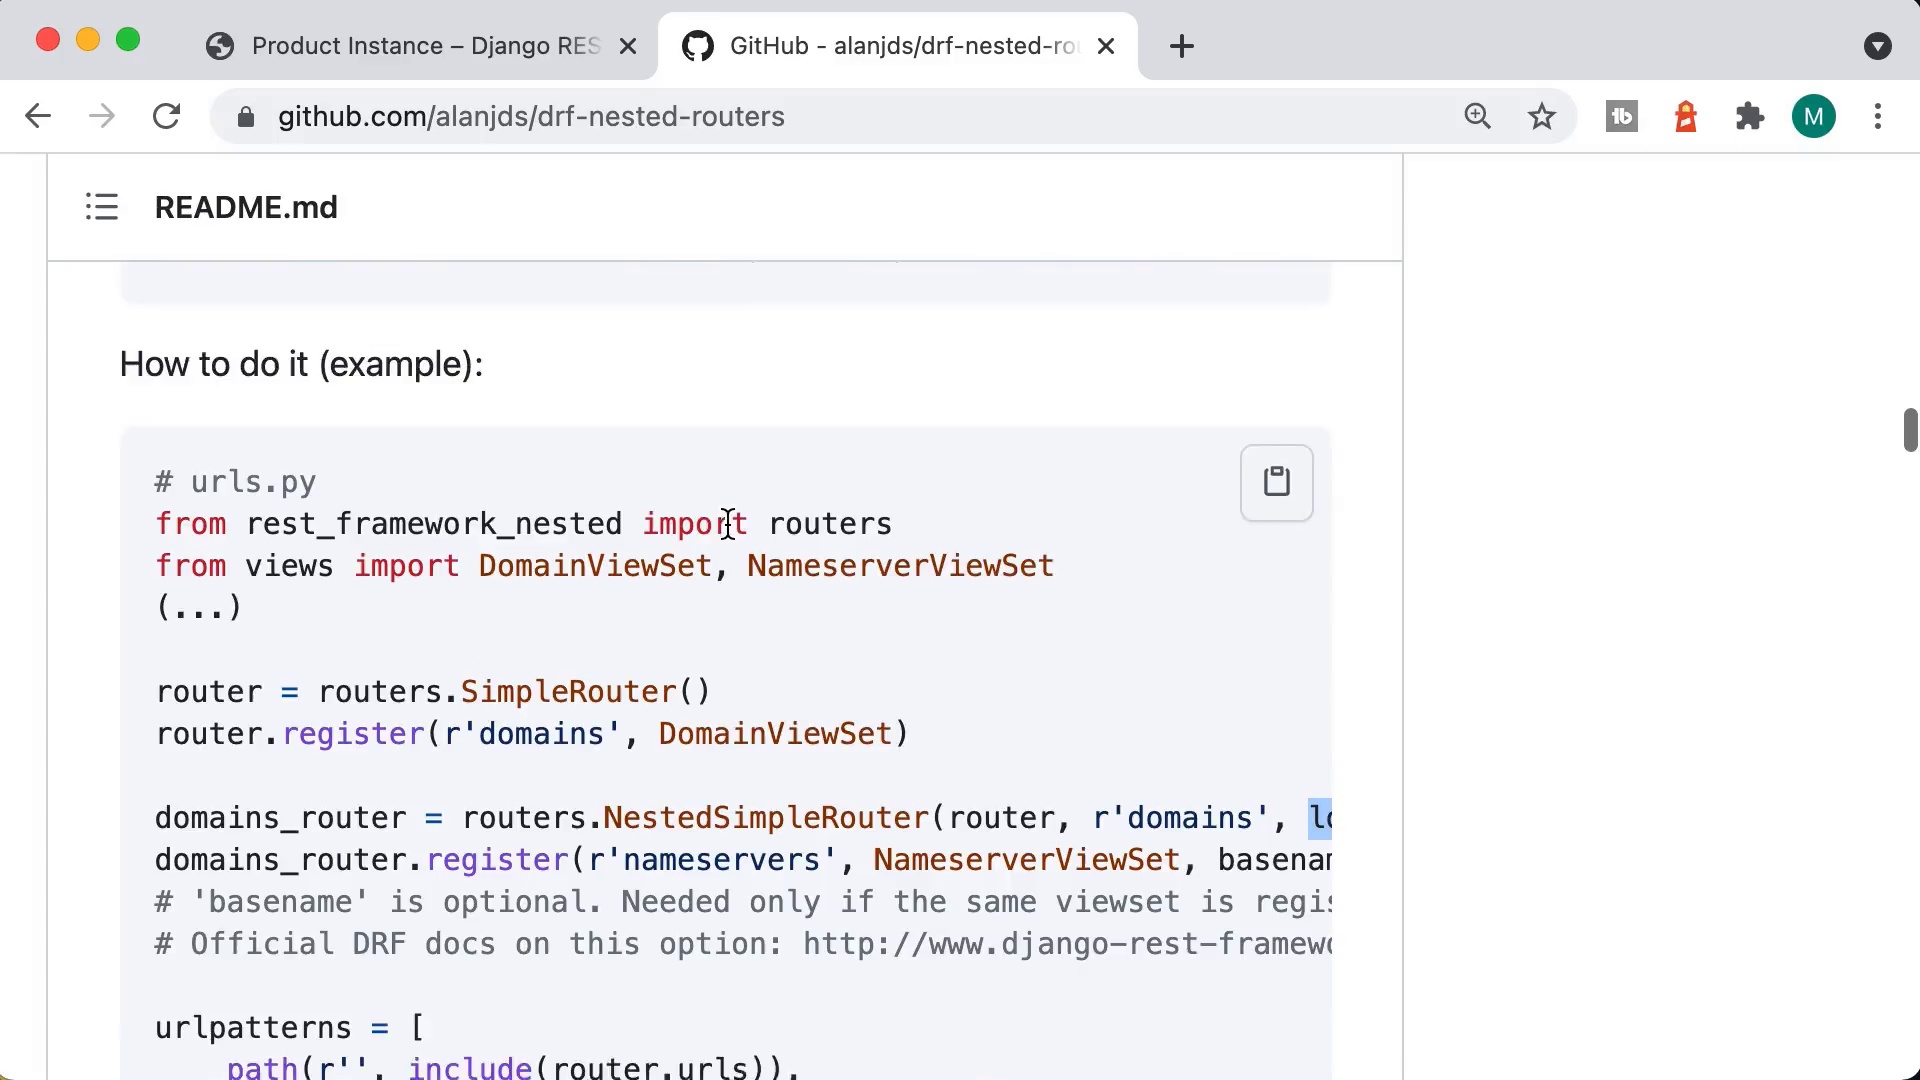 Product Instance – Django RES
GitHub - alanjds/drf-nested-rou
github.com/alanjds/drf-nested-routers
M
README.md
How to do it (example):
# urls.py
from rest_framework_nested import routers
from views import DomainViewSet, NameserverViewSet
(...)
router = routers.SimpleRouter()
router.register(r'domains', DomainViewSet)
domains_router = routers.NestedSimpleRouter(router, r'domains', lo
domains_router.register(r'nameservers', NameserverViewSet, basenam
# 'basename' is optional. Needed only if the same viewset is regis
# Official DRF docs on this option: http://www.django-rest-framewo
urlpatterns = [
path(r'', include(router.urls)),